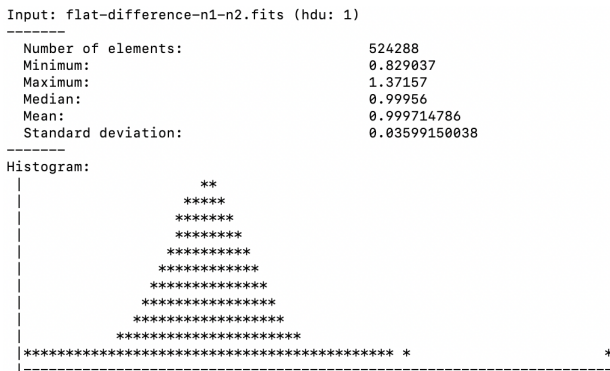 Input: flat-difference-n1-n2.fits (hdu: 1)
-------
  Number of elements:                      524288
  Minimum:                                 0.829037
  Maximum:                                 1.37157
  Median:                                  0.99956
  Mean:                                    0.999714786
  Standard deviation:                      0.03599150038
-------
Histogram:
 |                     **
 |                   *****
 |                  *******
 |                  ********
 |                 **********
 |                ************
 |               **************
 |              ****************
 |             ******************
 |           **********************
 |******************************************** *                       *
 |----------------------------------------------------------------------